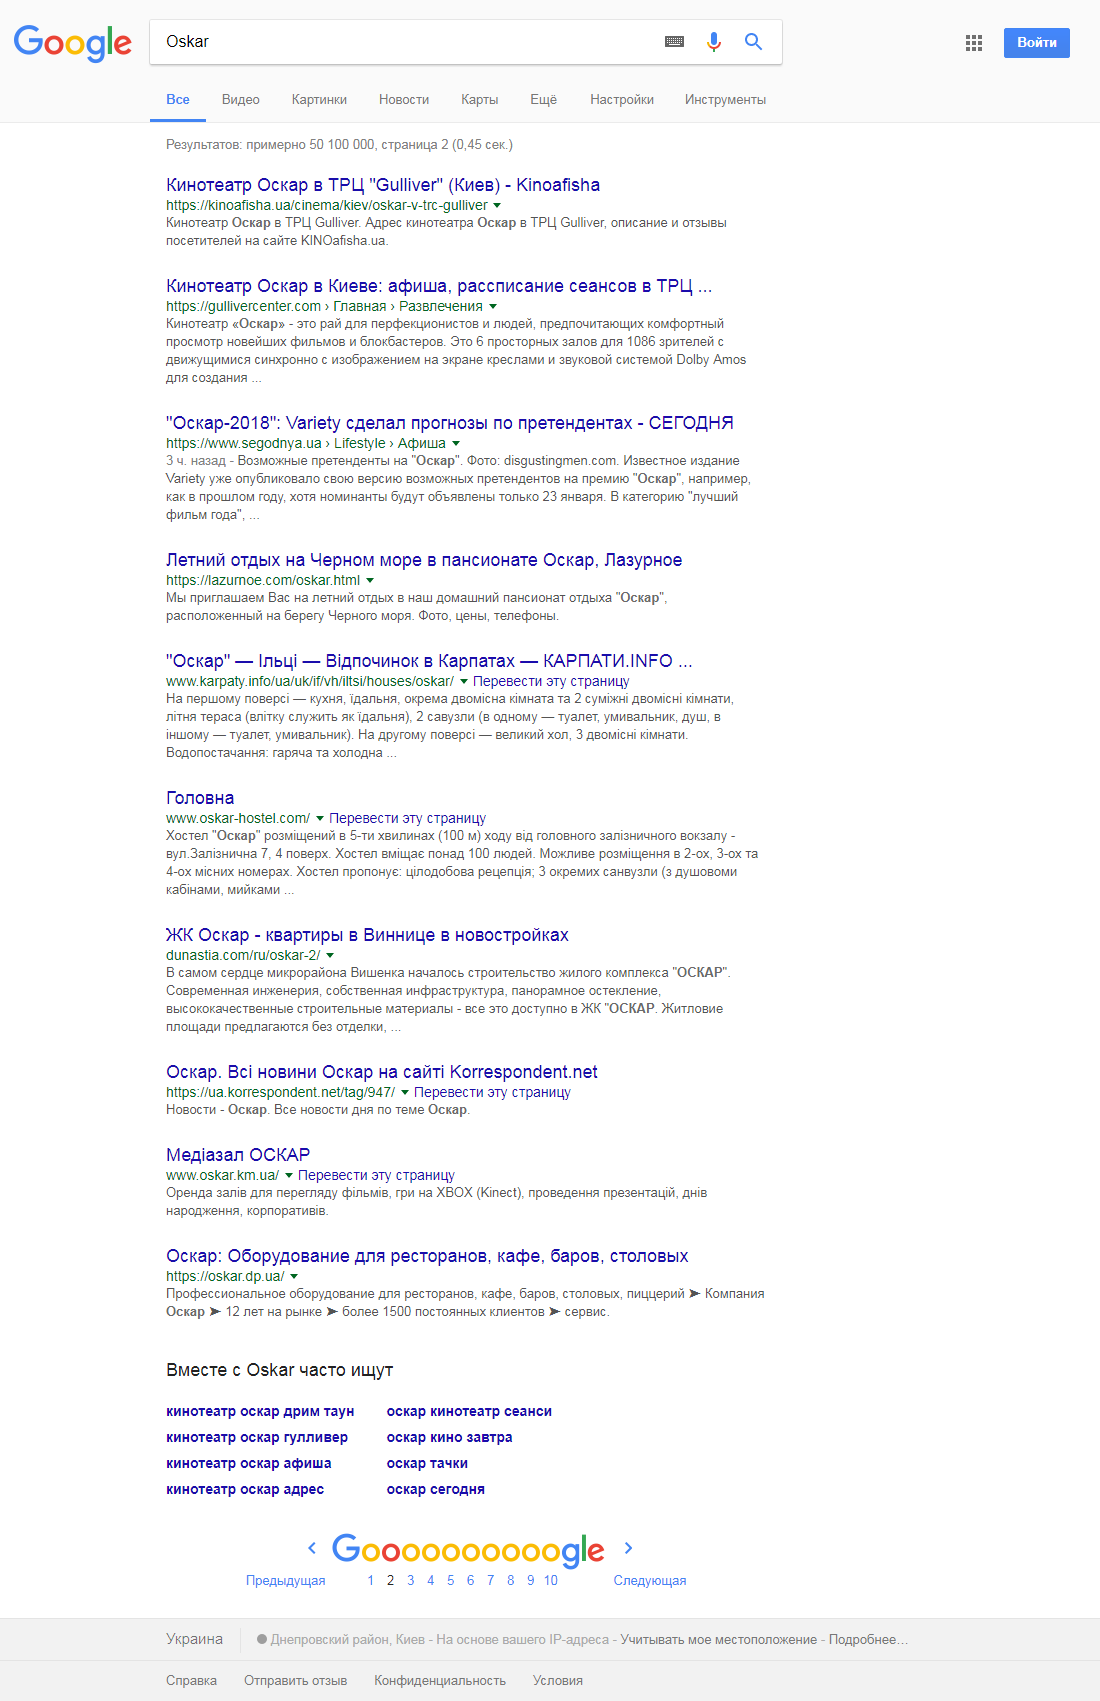 Google
Oskar
Войти
Все Видео Картинки Новости Карты Ещё Настройки Инструменты
Результатов: примерно 50 100 000, страница 2 (0,45 сек.)
Кинотеатр Оскар в ТРЦ "Gulliver" (Киев) - Kinoafisha
https://kinoafisha.ua/cinema/kiev/oskar-v-trc-gulliver
Кинотеатр Оскар в ТРЦ Gulliver. Адрес кинотеатра Оскар в ТРЦ Gulliver, описание и отзывы
посетителей на сайте KINOafisha.ua.
Кинотеатр Оскар в Киеве: афиша, рассписание сеансов в ТРЦ ...
https://gullivercenter.com › Главная › Развлечения
Кинотеатр «Оскар» - это рай для перфекционистов и людей, предпочитающих комфортный
просмотр новейших фильмов и блокбастеров. Это 6 просторных залов для 1086 зрителей с
движущимися синхронно с изображением на экране креслами и звуковой системой Dolby Amos
для создания ...
"Оскар-2018": Variety сделал прогнозы по претендентах - СЕГОДНЯ
https://www.segodnya.ua › Lifestyle › Афиша
3 ч. назад - Возможные претенденты на "Оскар". Фото: disgustingmen.com. Известное издание
Variety уже опубликовало свою версию возможных претендентов на премию "Оскар", например,
как в прошлом году, хотя номинанты будут объявлены только 23 января. В категорию "лучший
фильм года", ...
Летний отдых на Черном море в пансионате Оскар, Лазурное
https://lazurnoe.com/oskar.html
Мы приглашаем Вас на летний отдых в наш домашний пансионат отдыха "Оскар",
расположенный на берегу Черного моря. Фото, цены, телефоны.
"Оскар" — Ільці — Відпочинок в Карпатах — КАРПАТИ.INFO ...
www.karpaty.info/ua/uk/if/vh/iltsi/houses/oskar/ Перевести эту страницу
На першому поверсі — кухня, їдальня, окрема двомісна кімната та 2 суміжні двомісні кімнати,
літня тераса (влітку служить як їдальня), 2 савузли (в одному — туалет, умивальник, душ, в
іншому — туалет, умивальник). На другому поверсі — великий хол, 3 двомісні кімнати.
Водопостачання: гаряча та холодна ...
Головна
www.oskar-hostel.com/ Перевести эту страницу
Хостел "Оскар" розміщений в 5-ти хвилинах (100 м) ходу від головного залізничного вокзалу -
вул.Залізнична 7, 4 поверх. Хостел вміщає понад 100 людей. Можливе розміщення в 2-ох, 3-ох та
4-ох місних номерах. Хостел пропонує: цілодобова рецепція; 3 окремих санвузли (з душовоми
кабінами, мийками ...
ЖК Оскар - квартиры в Виннице в новостройках
dunastia.com/ru/oskar-2/
В самом сердце микрорайона Вишенка началось строительство жилого комплекса "ОСКАР".
Современная инженерия, собственная инфраструктура, панорамное остекление,
высококачественные строительные материалы - все это доступно в ЖК "ОСКАР. Житловие
площади предлагаются без отделки, ...
Оскар. Всі новини Оскар на сайті Korrespondent.net
https://ua.korrespondent.net/tag/947/ Перевести эту страницу
Новости - Оскар. Все новости дня по теме Оскар.
Медіазал ОСКАР
www.oskar.km.ua/ Перевести эту страницу
Оренда залів для перегляду фільмів, гри на XBOX (Kinect), проведення презентацій, днів
народження, корпоративів.
Оскар: Оборудование для ресторанов, кафе, баров, столовых
https://oskar.dp.ua/
Профессиональное оборудование для ресторанов, кафе, баров, столовых, пиццерий ➤ Компания
Оскар ➤ 12 лет на рынке ➤ более 1500 постоянных клиентов ➤ сервис.
Вместе с Oskar часто ищут
кинотеатр оскар дрим таун оскар кинотеатр сеанси
кинотеатр оскар гулливер оскар кино завтра
кинотеатр оскар афиша оскар тачки
кинотеатр оскар адрес оскар сегодня
Goooooooooogle
Предыдущая 1 2 3 4 5 6 7 8 9 10 Следующая
Украина Днепровский район, Киев - На основе вашего IP-адреса - Учитывать мое местоположение - Подробнее…
Справка Отправить отзыв Конфиденциальность Условия